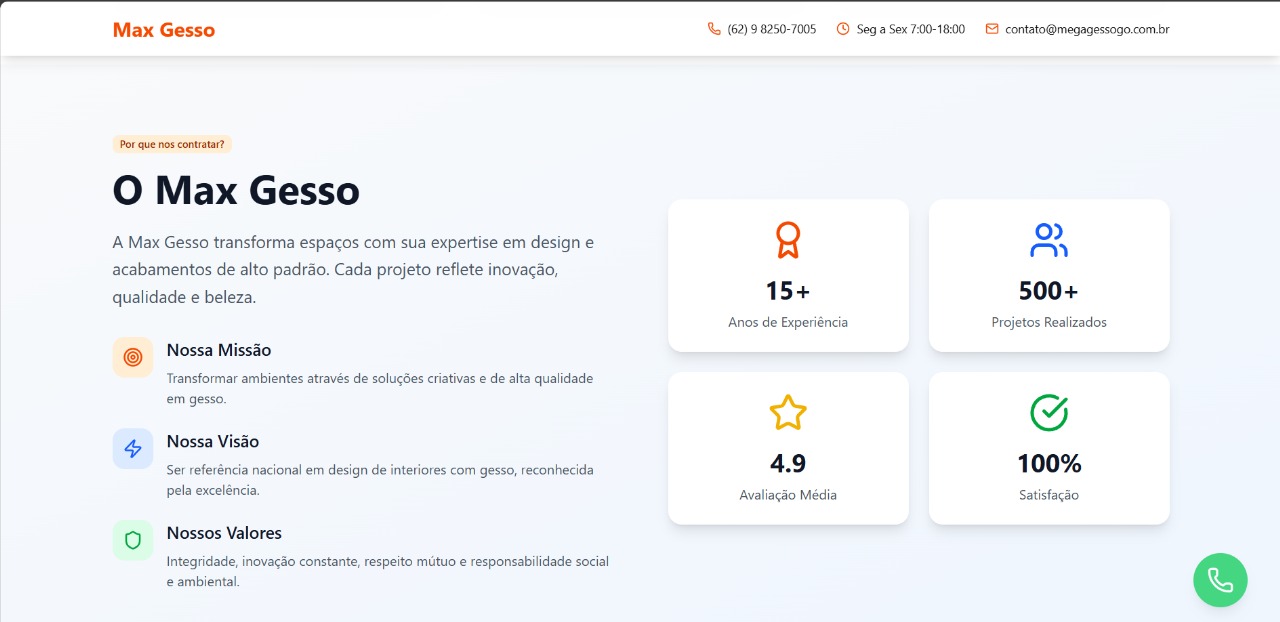 Max Gesso
(62) 9 8250-7005
Seg a Sex 7:00-18:00
contato@megagessogo.com.br
Por que nos contratar?
O Max Gesso
A Max Gesso transforma espaços com sua expertise em design e
acabamentos de alto padrão. Cada projeto reflete inovação,
qualidade e beleza.
Nossa Missão
Transformar ambientes através de soluções criativas e de alta qualidade
em gesso.
Nossa Visão
Ser referência nacional em design de interiores com gesso, reconhecida
pela excelência.
Nossos Valores
Integridade, inovação constante, respeito mútuo e responsabilidade social
e ambiental.
15+
Anos de Experiência
500+
Projetos Realizados
4.9
Avaliação Média
100%
Satisfação